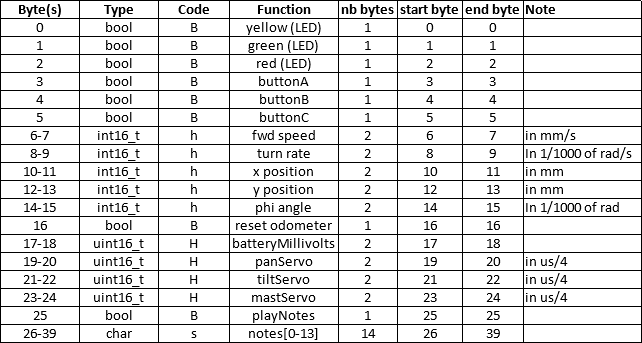 Byte(s) Type Code Function nb bytes start byte end byte Note
0 bool B yellow (LED) 1 0 0
1 bool B green (LED) 1 1 1
2 bool B red (LED) 1 2 2
3 bool B buttonA 1 3 3
4 bool B buttonB 1 4 4
5 bool B buttonC 1 5 5
6-7 int16_t h fwd speed 2 6 7 in mm/s
8-9 int16_t h turn rate 2 8 9 In 1/1000 of rad/s
10-11 int16_t h x position 2 10 11 in mm
12-13 int16_t h y position 2 12 13 in mm
14-15 int16_t h phi angle 2 14 15 In 1/1000 of rad
16 bool B reset odometer 1 16 16
17-18 uint16_t H batteryMillivolts 2 17 18
19-20 uint16_t H panServo 2 19 20 in us/4
21-22 uint16_t H tiltServo 2 21 22 in us/4
23-24 uint16_t H mastServo 2 23 24 in us/4
25 bool B playNotes 1 25 25
26-39 char s notes[0-13] 14 26 39